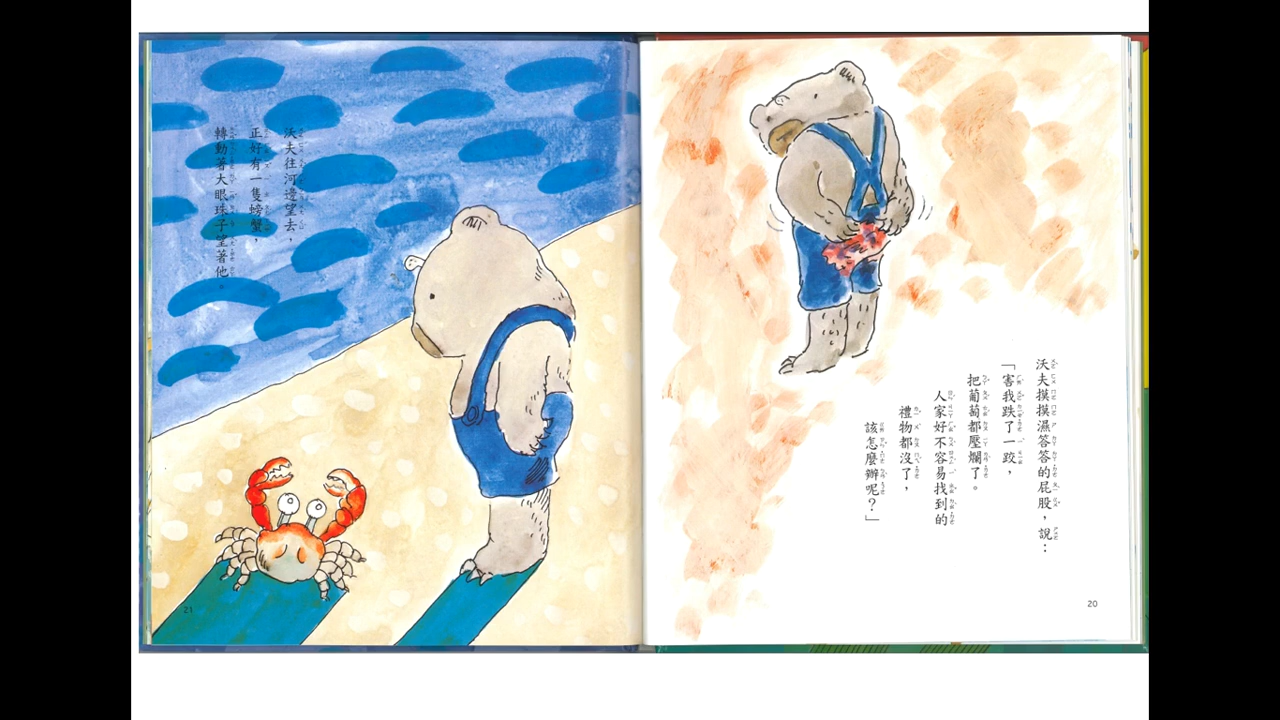 沃夫摸摸濕答答的屁股，說：
「害我跌了一跤，
把葡萄都壓爛了。
人家好不容易找到的
禮物都沒了，
該怎麼辦呢？」
20
沃夫往河邊望去，
正好有一隻螃蟹，
轉動著大眼珠子望著他。
21